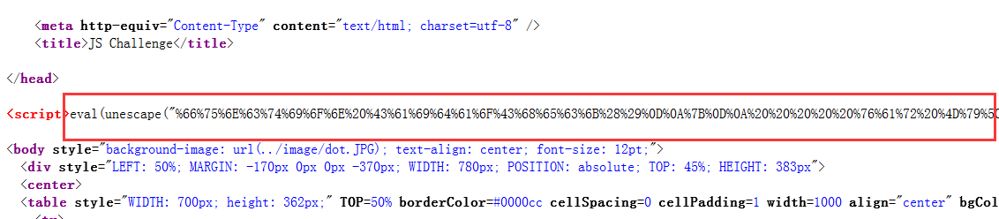 <meta http-equiv="Content-Type" content="text/html; charset=utf-8" />
<title>JS Challenge</title>
</head>
<script>eval(unescape("%66%75%6E%63%74%69%6F%6E%20%43%61%69%64%61%6F%43%68%65%63%6B%28%29%0D%0A%7B%0D%0A%20%20%20%20%20%76%61%72%20%4D%79%5
<body style="background-image: url(../image/dot.JPG); text-align: center; font-size: 12pt;">
<div style="LEFT: 50%; MARGIN: -170px 0px 0px -370px; WIDTH: 780px; POSITION: absolute; TOP: 45%; HEIGHT: 383px">
<center>
<table style="WIDTH: 700px; height: 362px;" TOP=50% borderColor=#0000cc cellSpacing=0 cellPadding=1 width=1000 align="center" bgCol